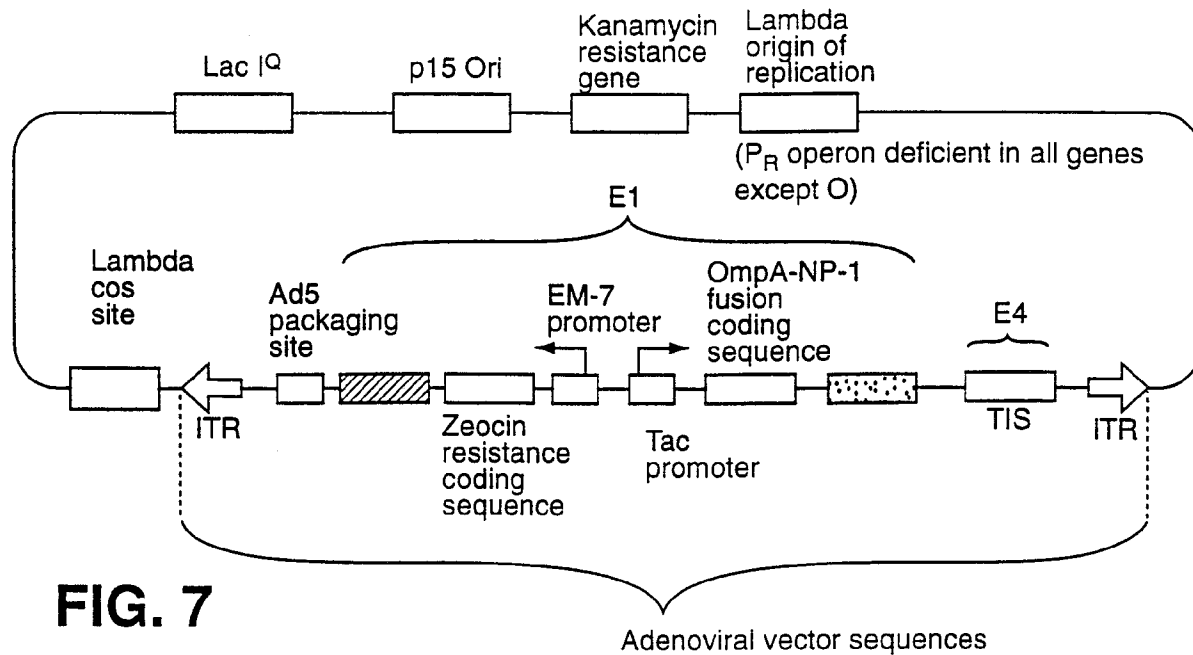 Lac I^Q
p15 Ori
Kanamycin
resistance
gene
Lambda
origin of
replication
(P_R operon deficient in all genes
except O)
E1
Lambda
cos
site
Ad5
packaging
site
EM-7
promoter
OmpA-NP-1
fusion
coding
sequence
E4
ITR
Zeocin
resistance
coding
sequence
Tac
promoter
TIS
ITR
FIG. 7
Adenoviral vector sequences